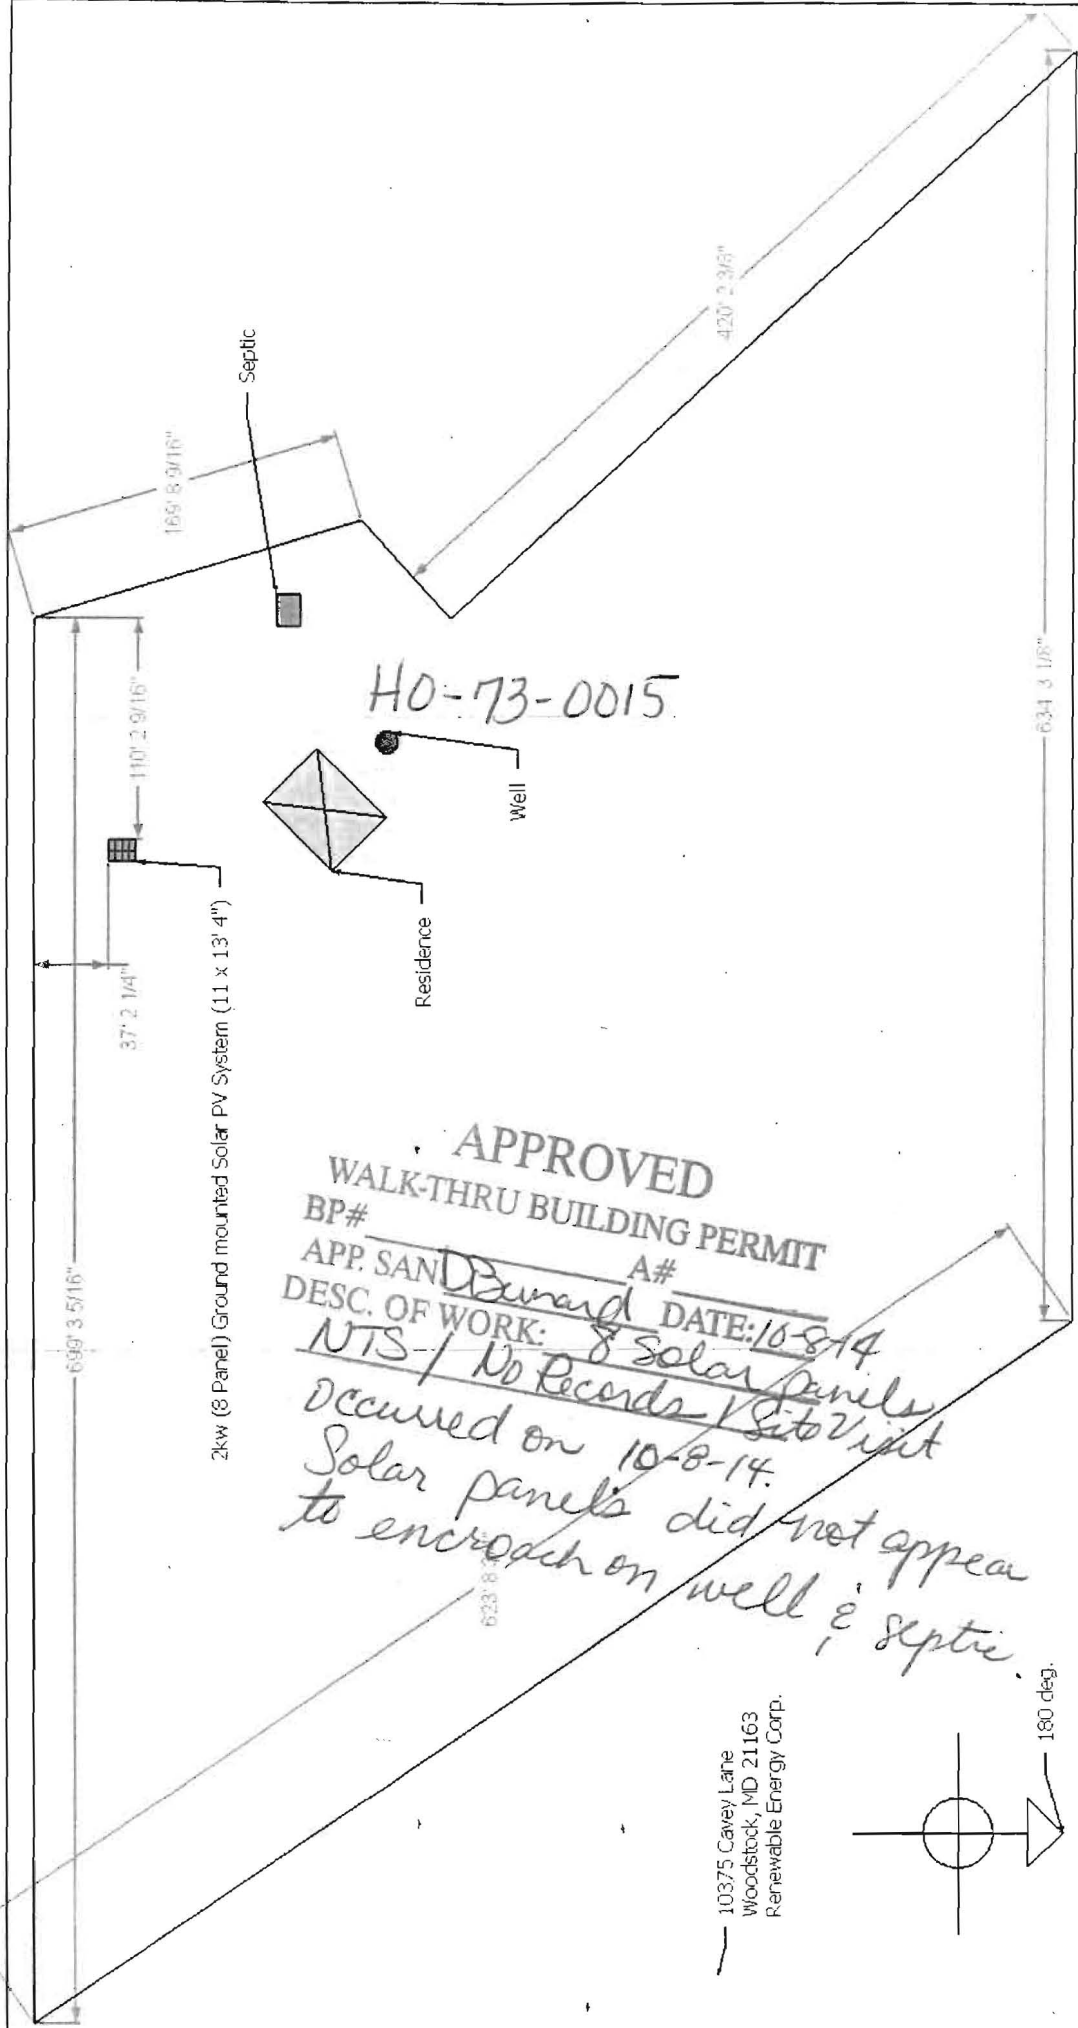 699' 3 5/16"
37' 2 1/4"
110' 2 9/16"
169' 8 9/16"
Septic
2kw (8 Panel) Ground mounted Solar PV System (11 x 13' 4")
Residence
Well
HO-73-0015
420' 2 3/8"
634' 3 1/8"
623' 8
APPROVED
WALK-THRU BUILDING PERMIT
BP# A#
APP. SAN DBernard DATE: 10-8-14
DESC. OF WORK: 8 Solar panels
NTS / No Records / Site Visit
occurred on 10-8-14.
Solar panels did not appear
to encroach on well & septic.
10375 Cavey Lane
Woodstock, MD 21163
Renewable Energy Corp.
180 deg.